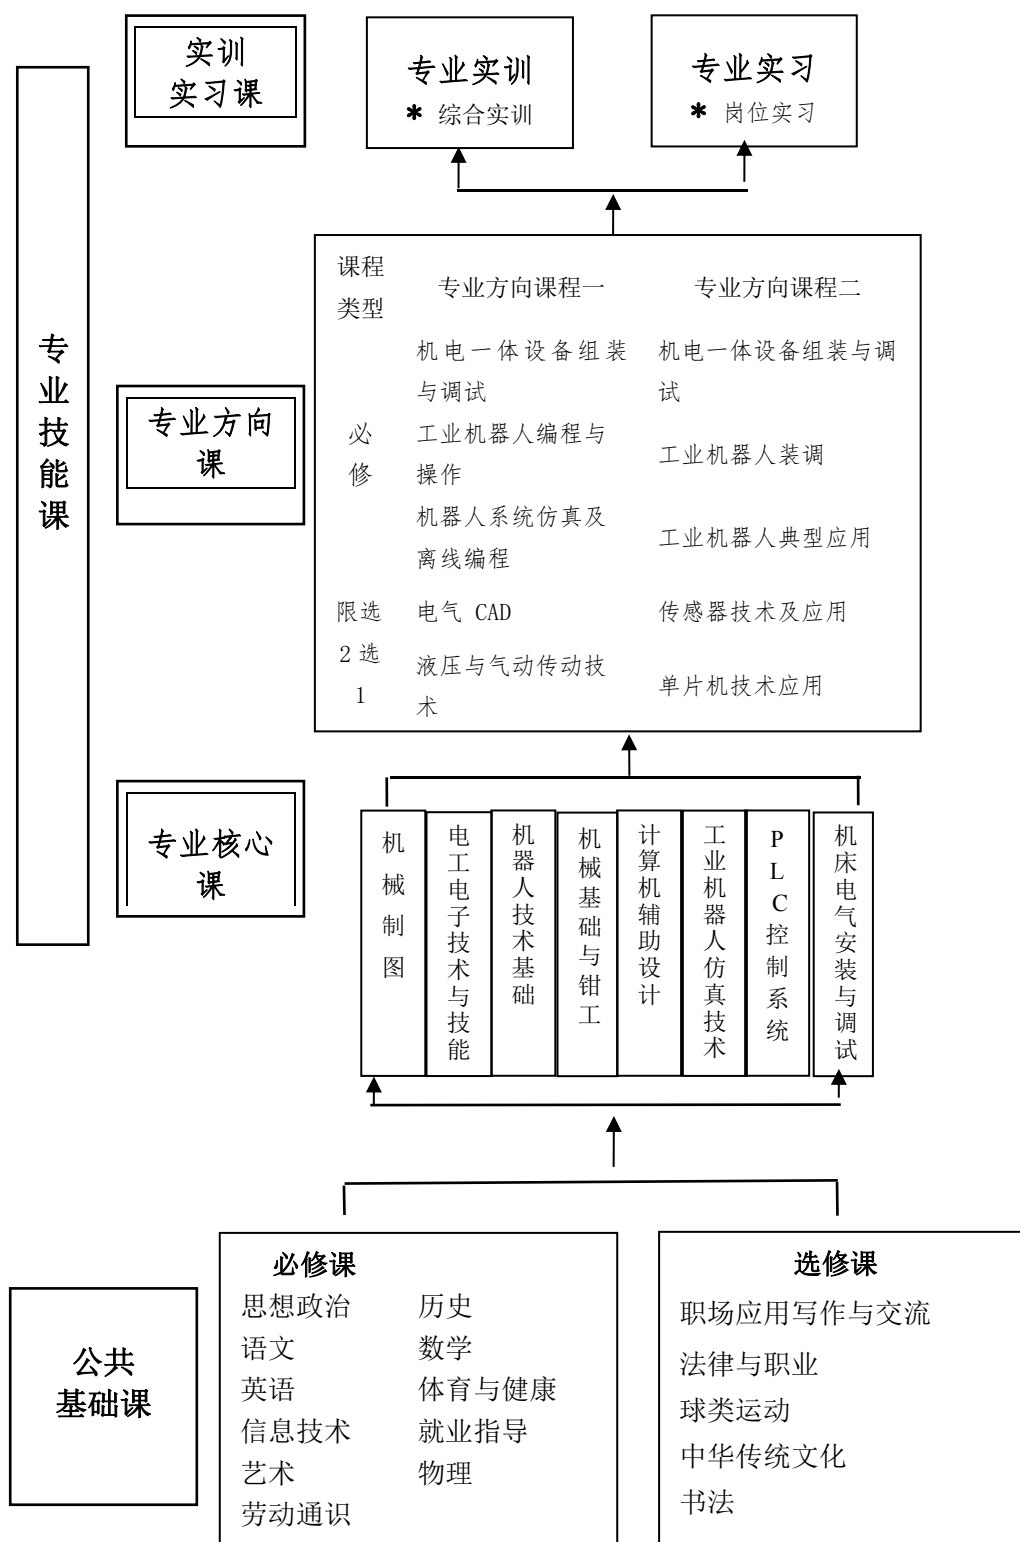 实训
实习课
专业实训
* 综合实训
专业实习
* 岗位实习
专业技能课
课程
类型
专业方向课程一
专业方向课程二
专业方向
课
必
修
机电一体设备组装
与调试
机电一体设备组装与调
试
工业机器人编程与
操作
工业机器人装调
机器人系统仿真及
离线编程
工业机器人典型应用
限选
2 选
1
电气 CAD
传感器技术及应用
液压与气动传动技
术
单片机技术应用
专业核心
课
机械制图
电工电子技术与技能
机器人技术基础
机械基础与钳工
计算机辅助设计
工业机器人仿真技术
PLC控制系统
机床电气安装与调试
公共
基础课
必修课
思想政治 历史
语文 数学
英语 体育与健康
信息技术 就业指导
艺术 物理
劳动通识
选修课
职场应用写作与交流
法律与职业
球类运动
中华传统文化
书法